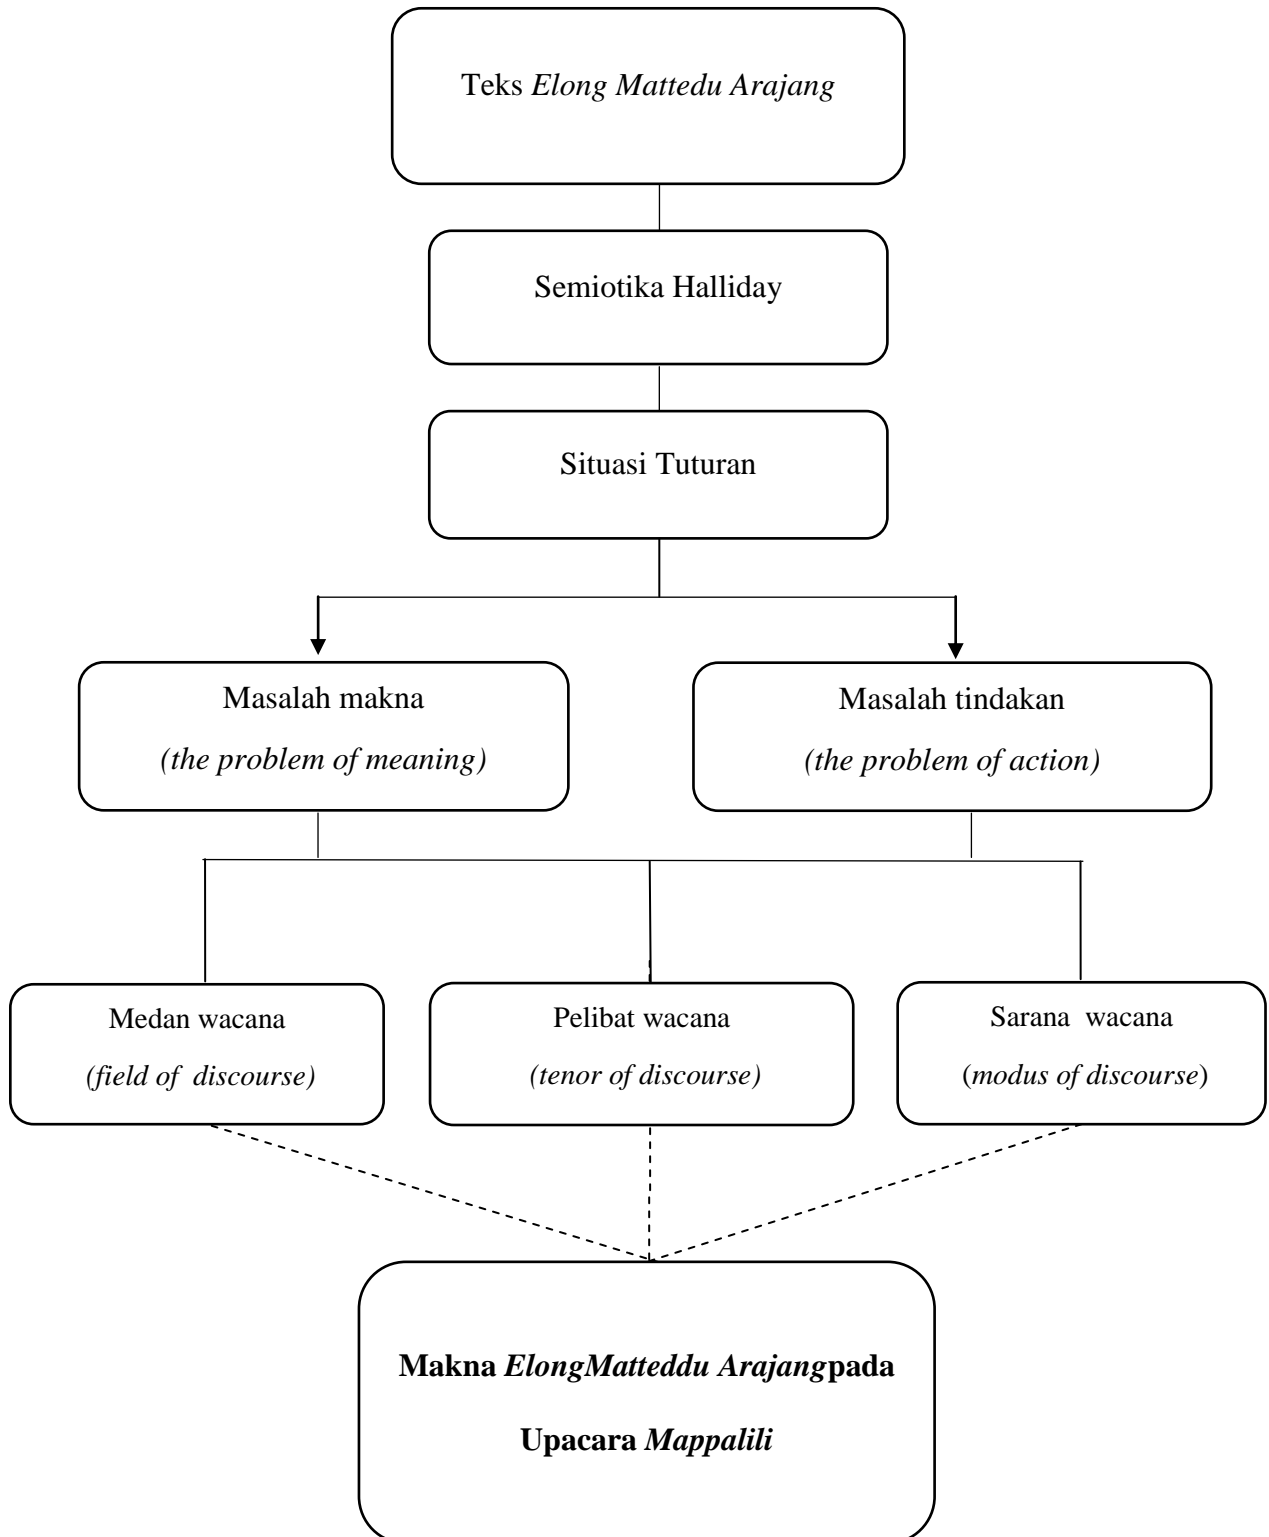 Teks Elong Mattedu Arajang
Semiotika Halliday
Situasi Tuturan
Masalah makna
(the problem of meaning)
Masalah tindakan
(the problem of action)
Medan wacana
(field of discourse)
Pelibat wacana
(tenor of discourse)
Sarana wacana
(modus of discourse)
Makna ElongMatteddu Arajangpada
Upacara Mappalili